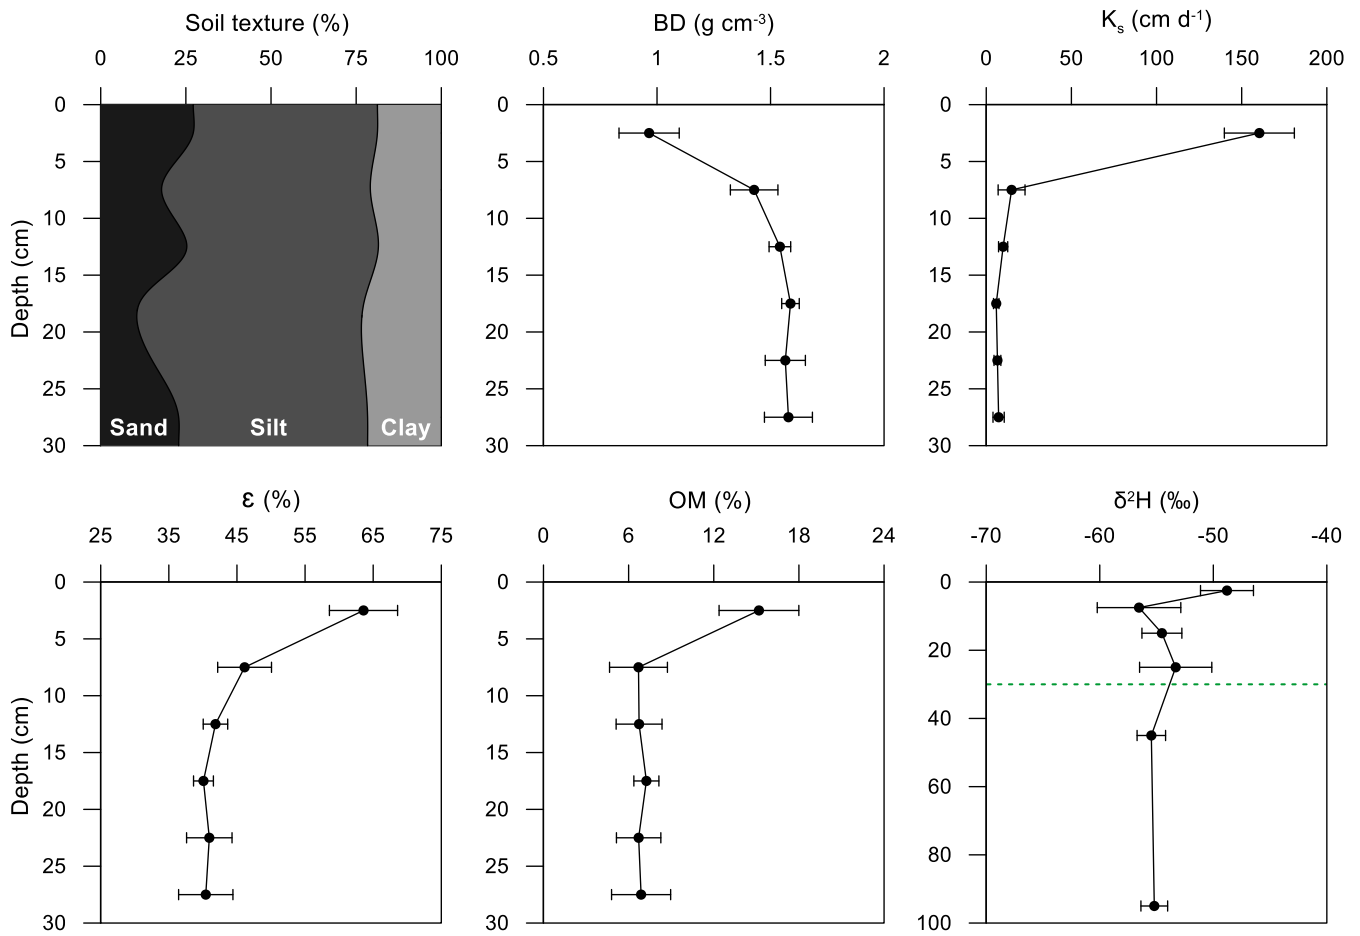 Soil texture (%)
0 25 50 75 100
BD (g cm-3)
0.5 1 1.5 2
Ks (cm d-1)
0 50 100 150 200
Depth (cm)
0
5
10
15
20
25
30
Sand Silt Clay
0
5
10
15
20
25
30
0
5
10
15
20
25
30
ε (%)
25 35 45 55 65 75
OM (%)
0 6 12 18 24
δ²H (‰)
-70 -60 -50 -40
Depth (cm)
0
5
10
15
20
25
30
0
5
10
15
20
25
30
0
20
40
60
80
100